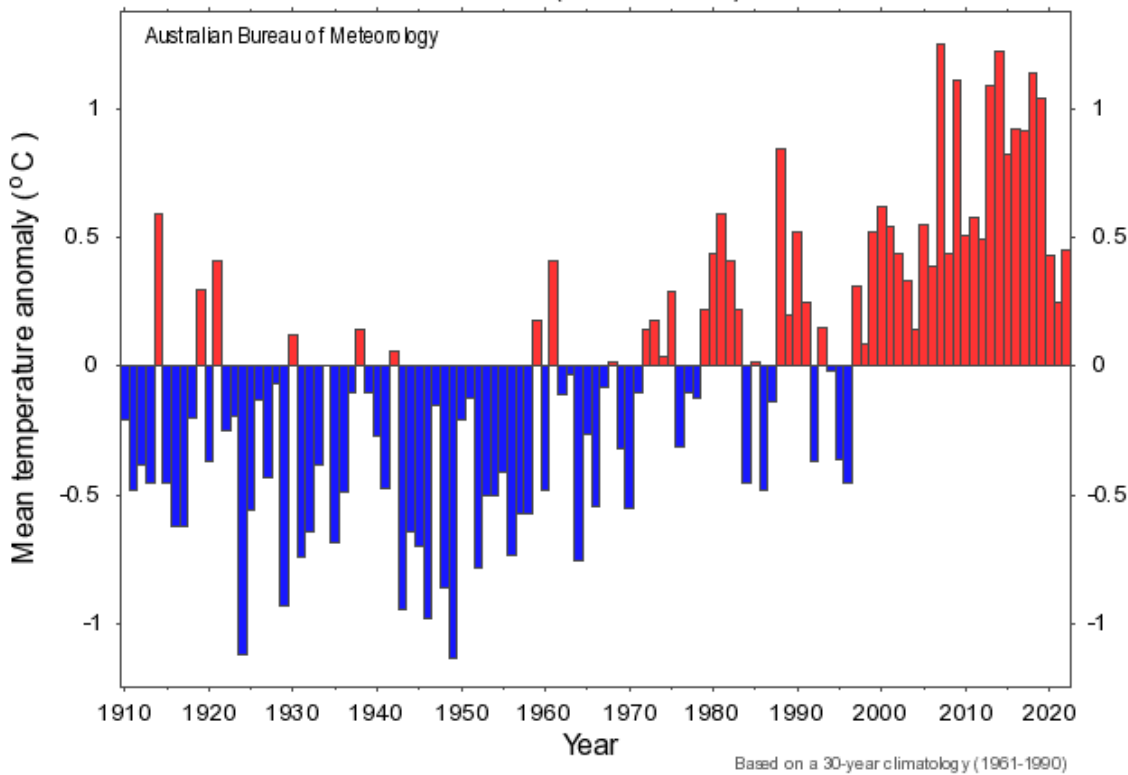 Australian Bureau of Meteorology
Mean temperature anomaly (°C)
1
0.5
0
-0.5
-1
1
0.5
0
-0.5
-1
1910 1920 1930 1940 1950 1960 1970 1980 1990 2000 2010 2020
Year
Based on a 30-year climatology (1961-1990)